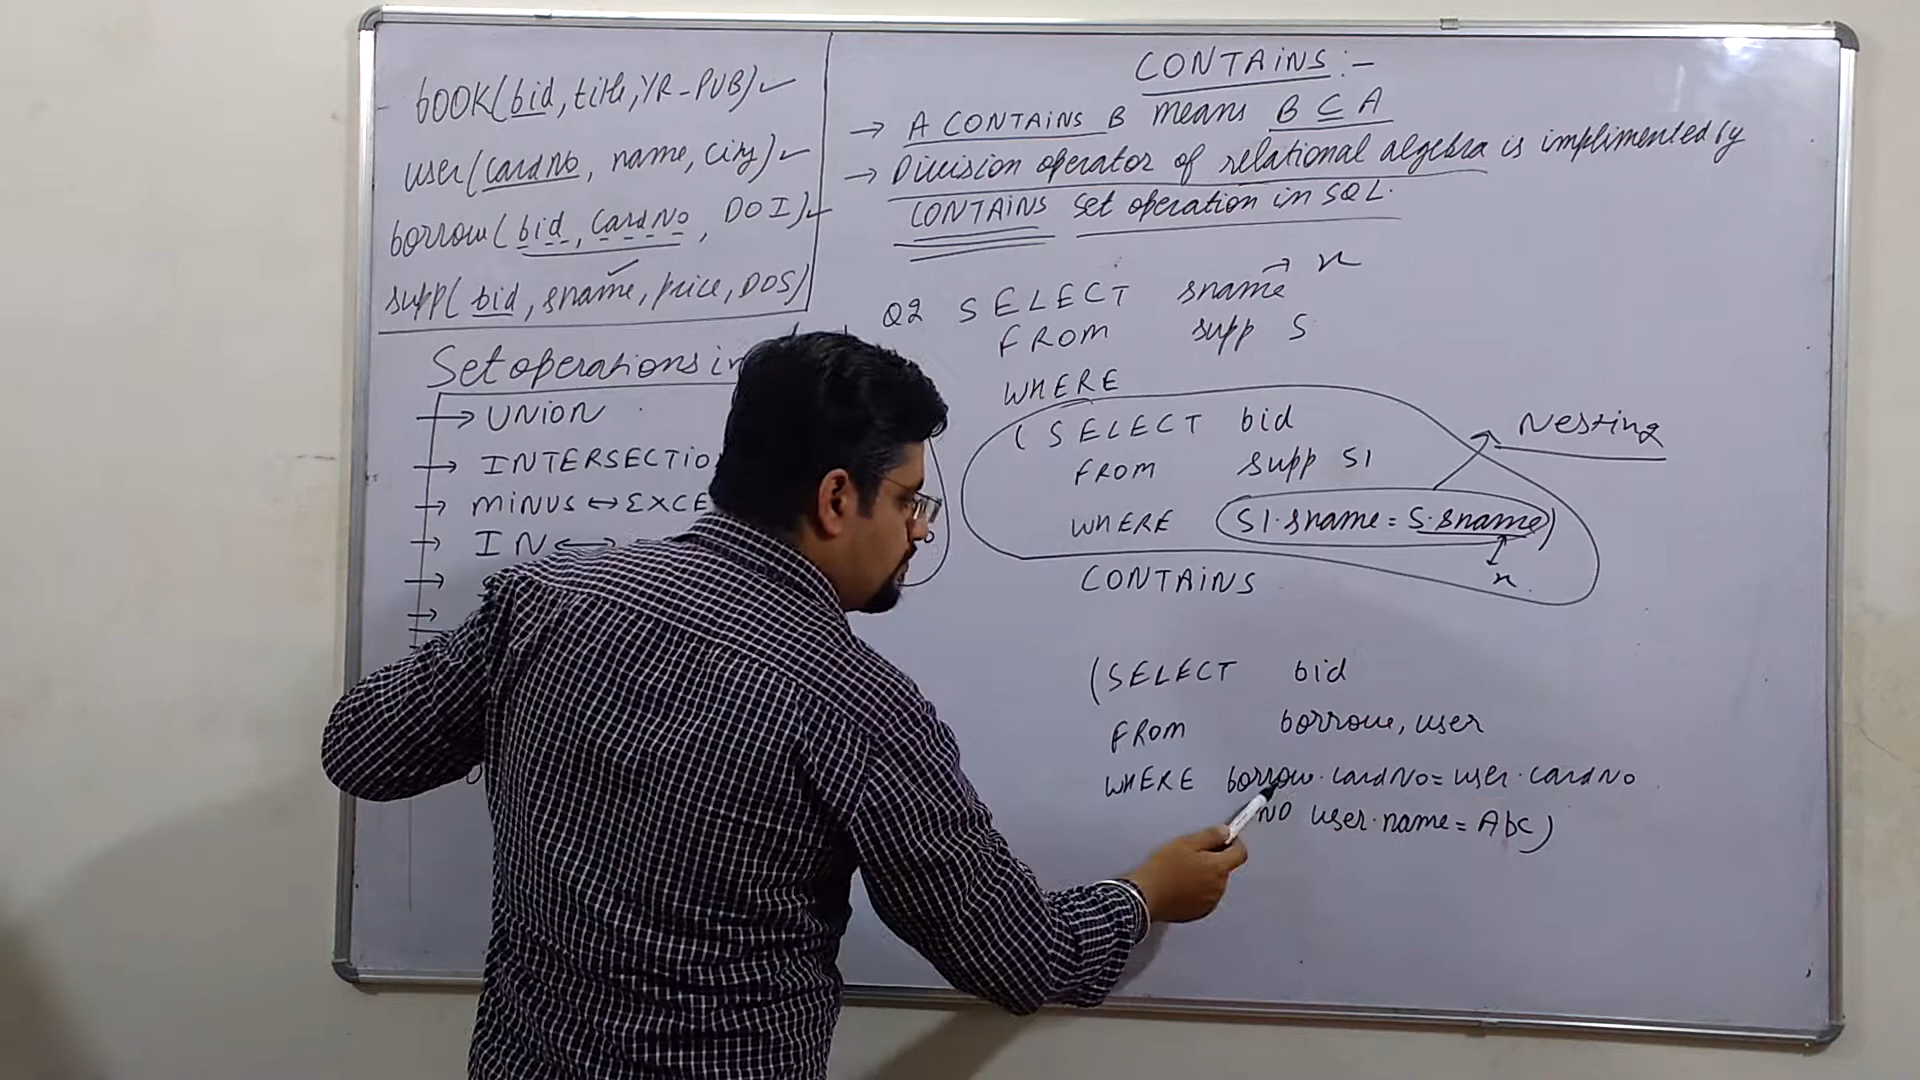 bOOK(bid, title, YR-PUB)
user(cardNo, name, city)
borrow(bid, CardNo, DOI)
supp(bid, sname, price, DOS)
Set operations in
→ UNION
→ INTERSECTIO
→ MINUS ↔ EXCE
→ IN ↔
CONTAINS :-
→ A CONTAINS B means B ⊆ A
→ Division operator of relational algebra is implimented by
CONTAINS set operation in SQL.
Q2 SELECT sname → x
FROM supp S
WHERE
(SELECT bid
FROM supp S1
WHERE S1.sname = S.sname)
x
Nesting
CONTAINS
(SELECT bid
FROM borrow, user
WHERE borrow.cardNo = user.cardNo
ND user.name = Abc)